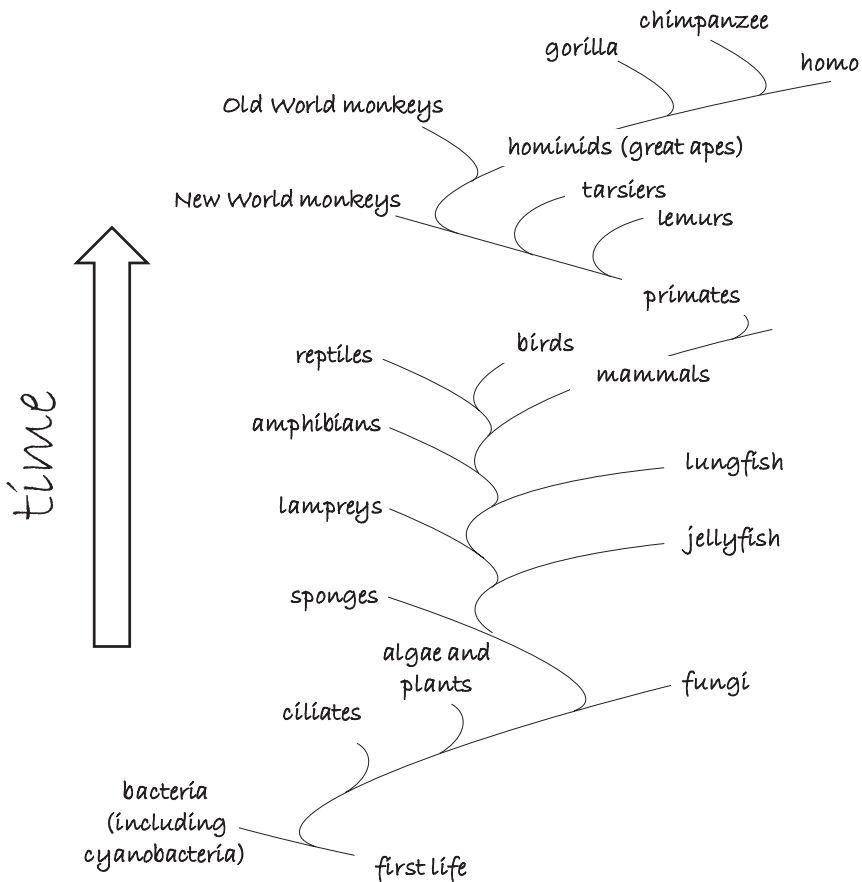 chimpanzee
gorilla
homo
Old World monkeys
hominids (great apes)
tarsiers
New World monkeys
lemurs
primates
birds
reptiles
mammals
amphibians
lungfish
lampreys
jellyfish
sponges
algae and
plants
fungi
ciliates
bacteria
(including
cyanobacteria)
first life
time